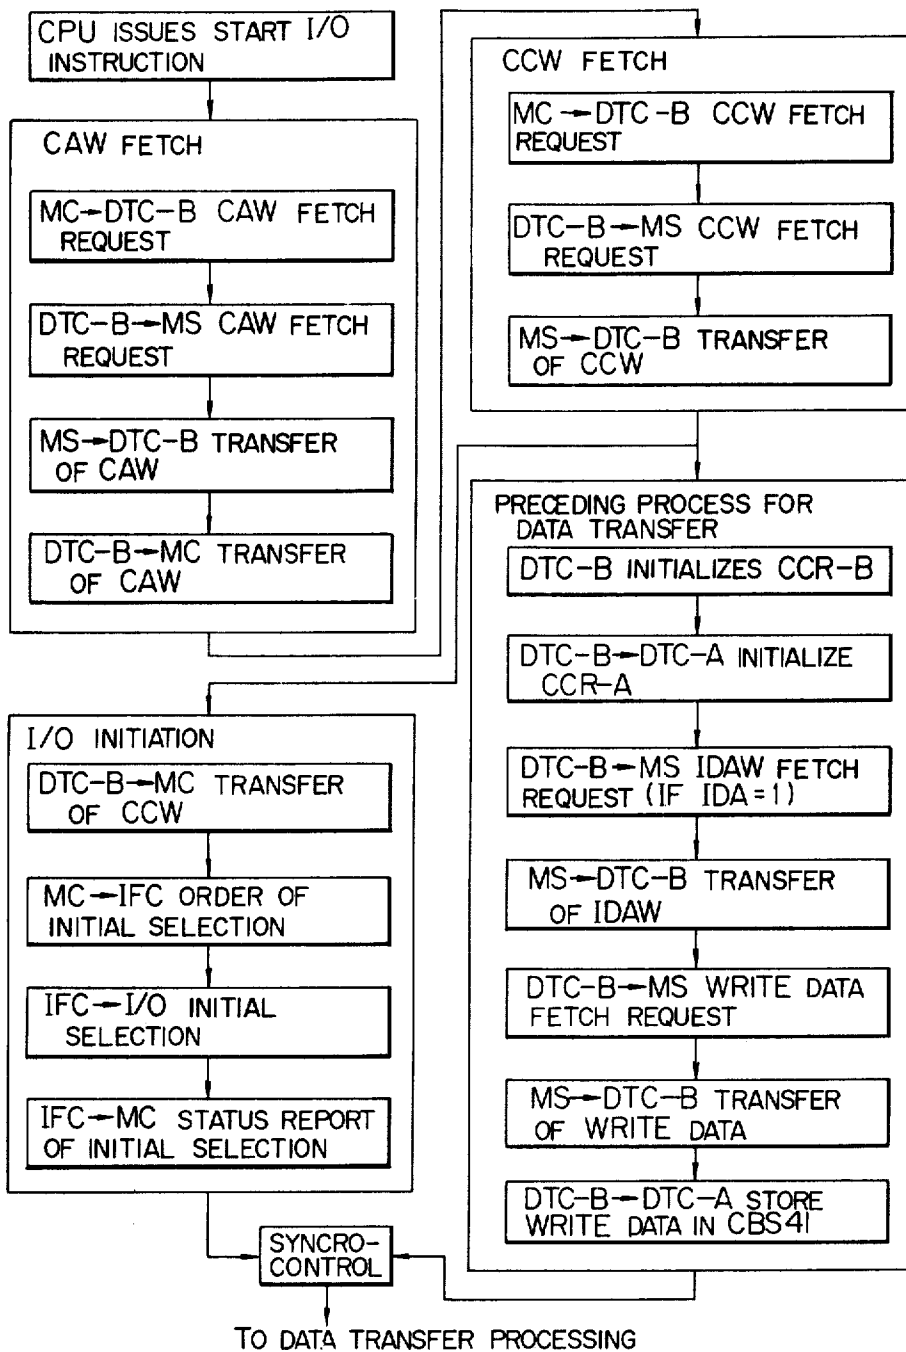 CPU ISSUES START I/O
INSTRUCTION
CAW FETCH
MC→DTC-B CAW FETCH
REQUEST
DTC-B→MS CAW FETCH
REQUEST
MS→DTC-B TRANSFER
OF CAW
DTC-B→MC TRANSFER
OF CAW
CCW FETCH
MC→DTC-B CCW FETCH
REQUEST
DTC-B→MS CCW FETCH
REQUEST
MS→DTC-B TRANSFER
OF CCW
I/O INITIATION
DTC-B→MC TRANSFER
OF CCW
MC→IFC ORDER OF
INITIAL SELECTION
IFC→I/O INITIAL
SELECTION
IFC→MC STATUS REPORT
OF INITIAL SELECTION
PRECEDING PROCESS FOR
DATA TRANSFER
DTC-B INITIALIZES CCR-B
DTC-B→DTC-A INITIALIZE
CCR-A
DTC-B→MS IDAW FETCH
REQUEST (IF IDA=1)
MS→DTC-B TRANSFER
OF IDAW
DTC-B→MS WRITE DATA
FETCH REQUEST
MS→DTC-B TRANSFER
OF WRITE DATA
DTC-B→DTC-A STORE
WRITE DATA IN CBS41
SYNCRO-
CONTROL
TO DATA TRANSFER PROCESSING